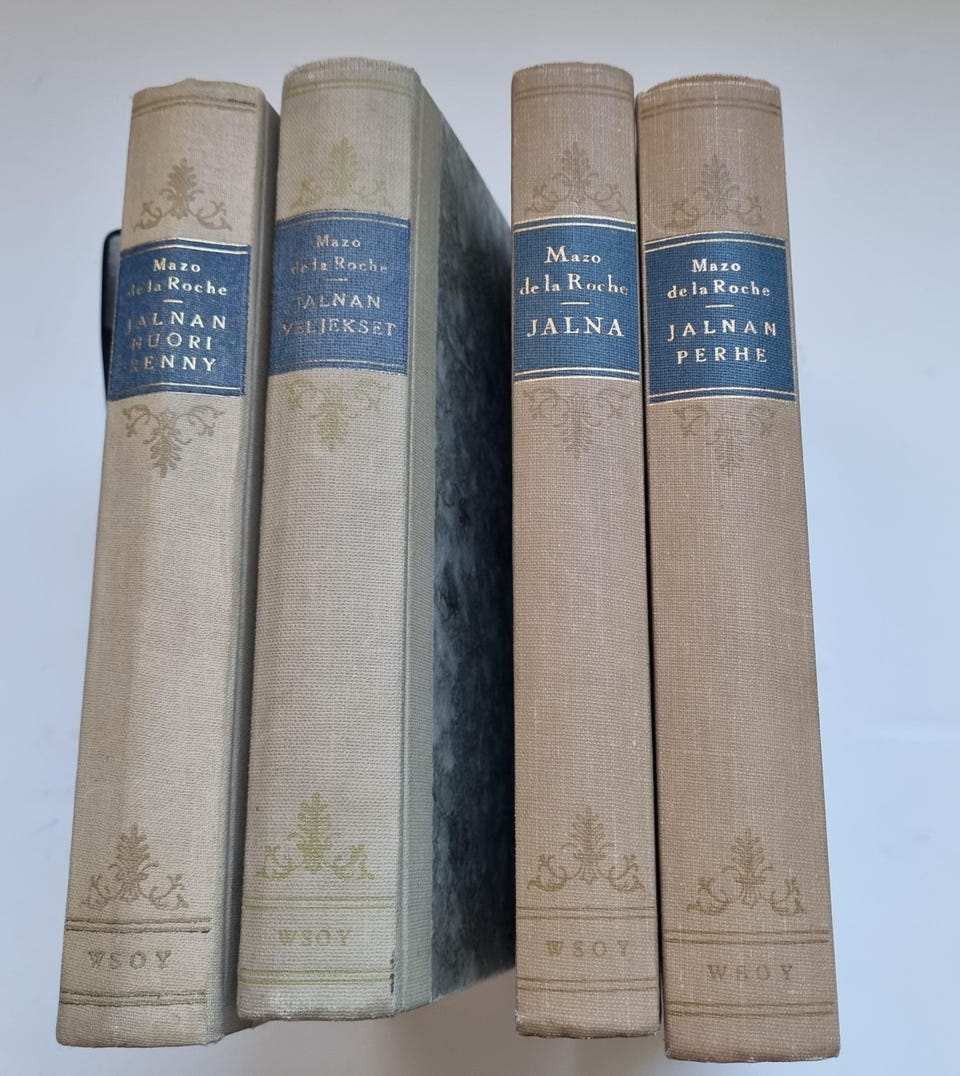 Mazo
de la Roche
JALNAN
NUORI
RENNY
WSOY
Mazo
de la Roche
JALNAN
VELJEKSET
WSOY
Mazo
de la Roche
JALNA
WSOY
Mazo
de la Roche
JALNAN
PERHE
WSOY